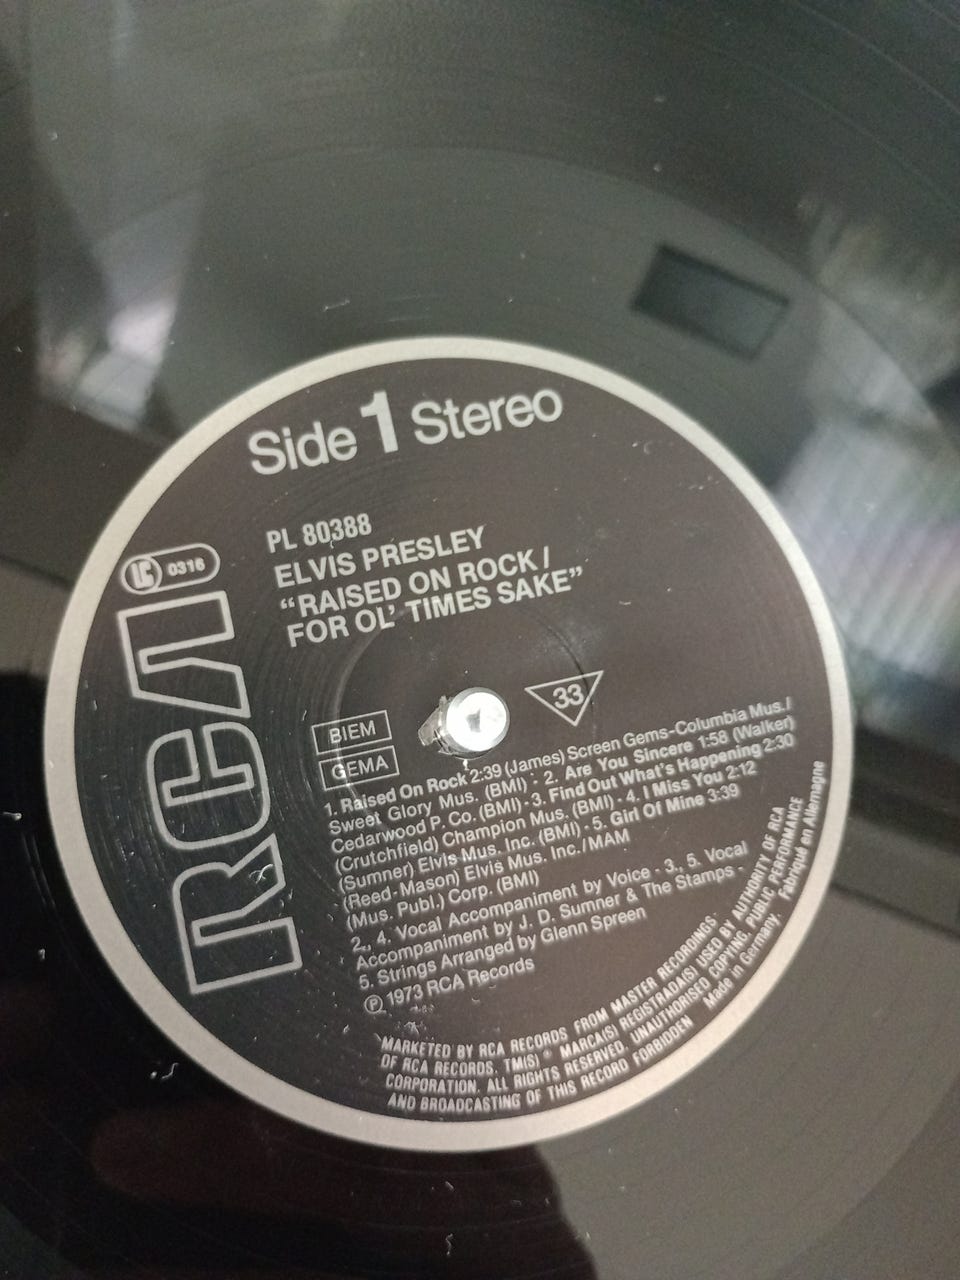 Side 1 Stereo
PL 80388
ELVIS PRESLEY
“RAISED ON ROCK /
FOR OL’ TIMES SAKE”
LC 0316
RCA
33
BIEM
GEMA
1. Raised On Rock 2:39 (James) Screen Gems-Columbia Mus./
Sweet Glory Mus. (BMI) · 2. Are You Sincere 1:58 (Walker)
Cedarwood P. Co. (BMI) · 3. Find Out What's Happening 2:30
(Crutchfield) Champion Mus. (BMI) · 4. I Miss You 2:12
(Sumner) Elvis Mus. Inc. (BMI) · 5. Girl Of Mine 3:39
(Reed-Mason) Elvis Mus. Inc./MAM
(Mus. Publ.) Corp. (BMI)
2., 4. Vocal Accompaniment by Voice - 3., 5. Vocal
Accompaniment by J. D. Sumner & The Stamps -
5. Strings Arranged by Glenn Spreen
℗ 1973 RCA Records
MARKETED BY RCA RECORDS FROM MASTER RECORDINGS·
OF RCA RECORDS. TM(S) ® MARCA(S) REGISTRADA(S) USED BY AUTHORITY OF RCA
CORPORATION. ALL RIGHTS RESERVED. UNAUTHORISED COPYING, PUBLIC PERFORMANCE
AND BROADCASTING OF THIS RECORD FORBIDDEN Made in Germany. Fabriqué en Allemagne